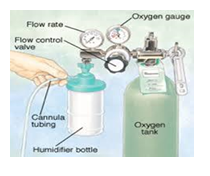 Flow rate
Oxygen gauge
Flow control
valve
Cannula
tubing
Oxygen
tank
Humidifier bottle